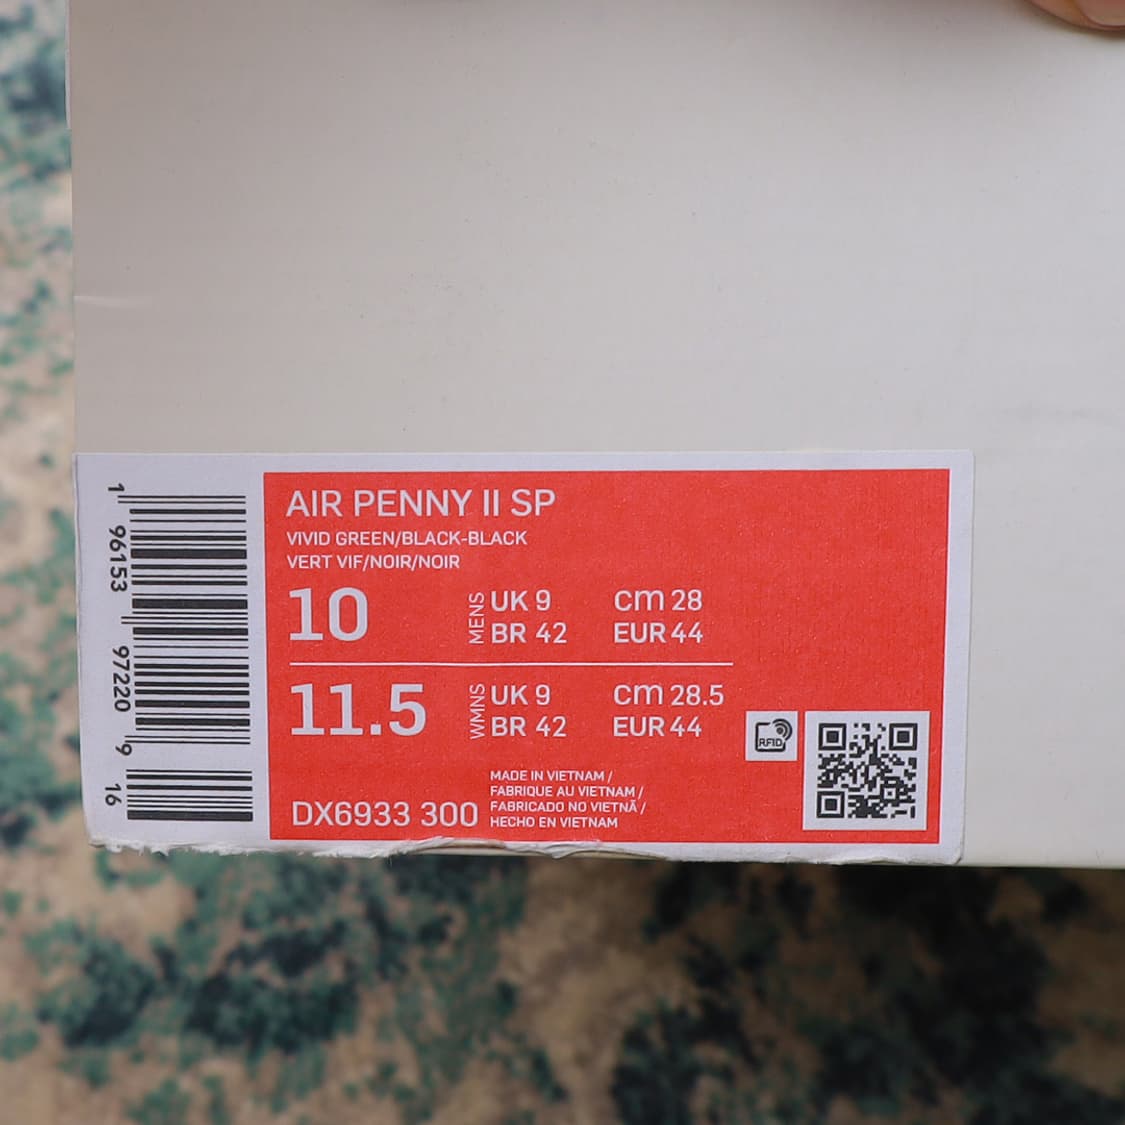 AIR PENNY II SP
VIVID GREEN/BLACK-BLACK
VERT VIF/NOIR/NOIR
10
MENS
UK 9
CM 28
BR 42
EUR 44
11.5
WMNS
UK 9
CM 28.5
BR 42
EUR 44
RFID
DX6933 300
MADE IN VIETNAM /
FABRIQUE AU VIETNAM /
FABRICADO NO VIETNÃ /
HECHO EN VIETNAM
1 96153 97220 9 16